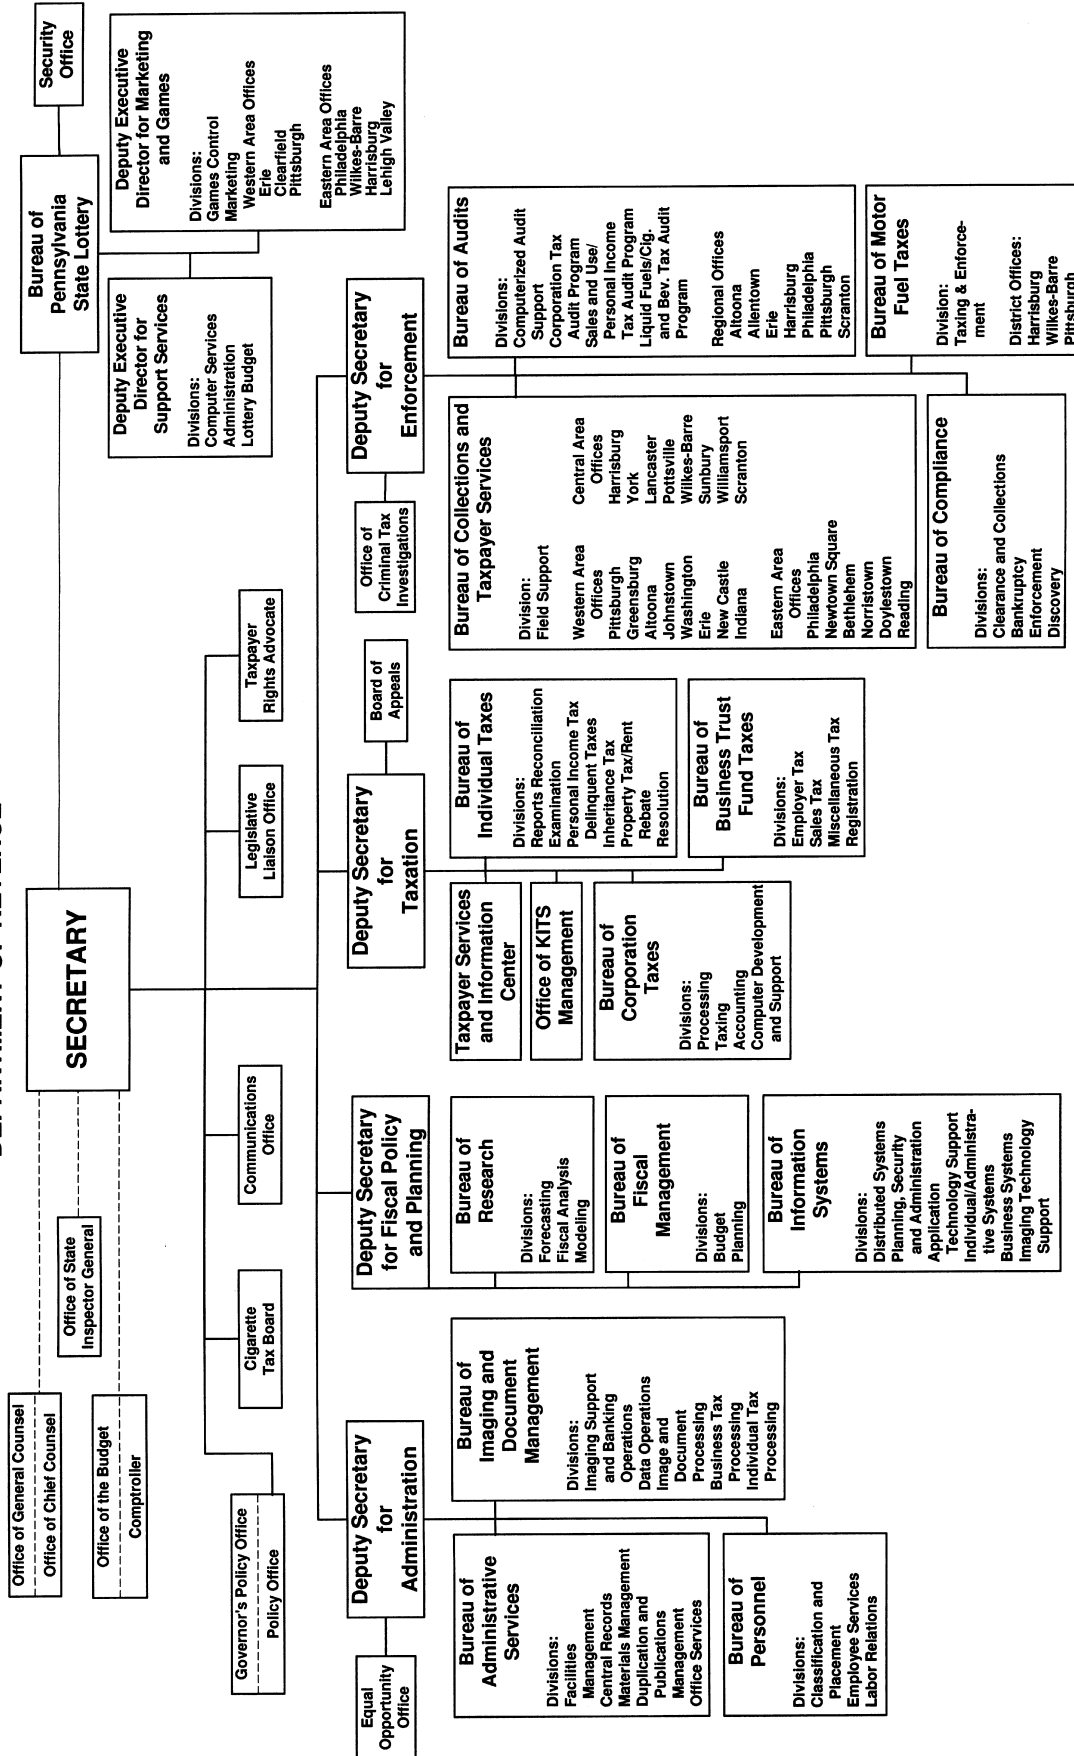 SECRETARY
Office of General Counsel
Office of Chief Counsel
Office of State
Inspector General
Office of the Budget
Comptroller
Bureau of
Pennsylvania
State Lottery
Security
Office
Deputy Executive
Director for
Support Services
Divisions:
Computer Services
Administration
Lottery Budget
Deputy Executive
Director for Marketing
and Games
Divisions:
Games Control
Marketing
Western Area Offices
Erie
Clearfield
Pittsburgh
Eastern Area Offices
Philadelphia
Wilkes-Barre
Harrisburg
Lehigh Valley
Governor's Policy Office
Policy Office
Cigarette
Tax Board
Communications
Office
Legislative
Liaison Office
Taxpayer
Rights Advocate
Equal
Opportunity
Office
Deputy Secretary
for
Administration
Bureau of
Administrative
Services
Divisions:
Facilities
Management
Central Records
Materials Management
Duplication and
Publications
Management
Office Services
Bureau of
Imaging and
Document
Management
Divisions:
Imaging Support
and Banking
Operations
Data Operations
Image and
Document
Processing
Business Tax
Processing
Individual Tax
Processing
Bureau of
Personnel
Divisions:
Classification and
Placement
Employee Services
Labor Relations
Deputy Secretary
for Fiscal Policy
and Planning
Bureau of
Research
Divisions:
Forecasting
Fiscal Analysis
Modeling
Bureau of
Fiscal
Management
Divisions:
Budget
Planning
Bureau of
Information
Systems
Divisions:
Distributed Systems
Planning, Security
and Administration
Application
Technology Support
Individual/Administra-
tive Systems
Business Systems
Imaging Technology
Support
Deputy Secretary
for
Taxation
Board of
Appeals
Taxpayer Services
and Information
Center
Office of KITS
Management
Bureau of
Corporation
Taxes
Divisions:
Processing
Taxing
Accounting
Computer Development
and Support
Bureau of
Individual Taxes
Divisions:
Reports Reconciliation
Examination
Personal Income Tax
Delinquent Taxes
Inheritance Tax
Property Tax/Rent
Rebate
Resolution
Bureau of
Business Trust
Fund Taxes
Divisions:
Employer Tax
Sales Tax
Miscellaneous Tax
Registration
Office of
Criminal Tax
Investigations
Deputy Secretary
for
Enforcement
Bureau of Collections and
Taxpayer Services
Division:
Field Support
Western Area
Offices
Pittsburgh
Greensburg
Altoona
Johnstown
Washington
Erie
New Castle
Indiana
Central Area
Offices
Harrisburg
York
Lancaster
Pottsville
Wilkes-Barre
Sunbury
Williamsport
Scranton
Eastern Area
Offices
Philadelphia
Newtown Square
Bethlehem
Norristown
Doylestown
Reading
Bureau of Audits
Divisions:
Computerized Audit
Support
Corporation Tax
Audit Program
Sales and Use/
Personal Income
Tax Audit Program
Liquid Fuels/Cig.
and Bev. Tax Audit
Program
Regional Offices
Altoona
Allentown
Erie
Harrisburg
Philadelphia
Pittsburgh
Scranton
Bureau of Compliance
Divisions:
Clearance and Collections
Bankruptcy
Enforcement
Discovery
Bureau of Motor
Fuel Taxes
Division:
Taxing & Enforce-
ment
District Offices:
Harrisburg
Wilkes-Barre
Pittsburgh